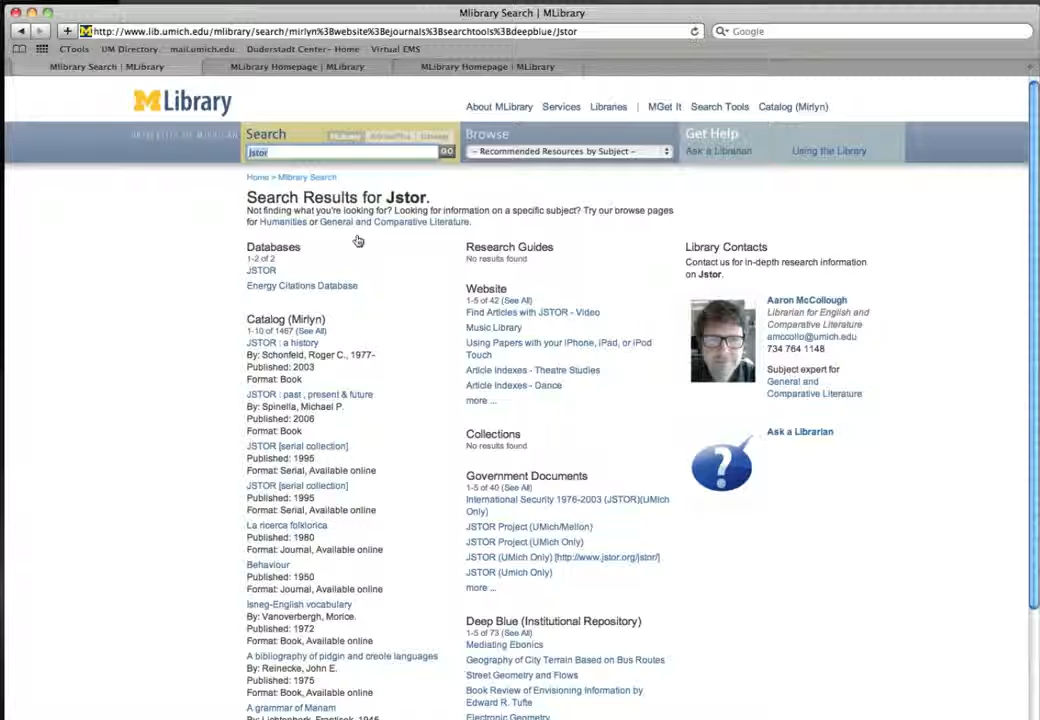 Mlibrary Search | MLibrary
http://www.lib.umich.edu/mlibrary/search/mirlyn%3Bwebsite%3Bejournals%3Bsearchtools%3Bdeepblue/Jstor
Google
CTools UM Directory mail.umich.edu Duderstadt Center- Home Virtual EMS
Mlibrary Search | MLibrary MLibrary Homepage | MLibrary MLibrary Homepage | MLibrary
MLibrary
About MLibrary Services Libraries | MGet It Search Tools Catalog (Mirlyn)
Search Browse Get Help
Jstor GO – Recommended Resources by Subject – Ask a Librarian Using the Library
Home > Mlibrary Search
Search Results for Jstor.
Not finding what you're looking for? Looking for information on a specific subject? Try our browse pages
for Humanities or General and Comparative Literature.
Databases
1-2 of 2
JSTOR
Energy Citations Database
Catalog (Mirlyn)
1-10 of 1467 (See All)
JSTOR : a history
By: Schonfeld, Roger C., 1977-
Published: 2003
Format: Book
JSTOR : past , present & future
By: Spinella, Michael P.
Published: 2006
Format: Book
JSTOR [serial collection]
Published: 1995
Format: Serial, Available online
JSTOR [serial collection]
Published: 1995
Format: Serial, Available online
La ricerca folklorica
Published: 1980
Format: Journal, Available online
Behaviour
Published: 1950
Format: Journal, Available online
Isneg-English vocabulary
By: Vanoverbergh, Morice.
Published: 1972
Format: Book, Available online
A bibliography of pidgin and creole languages
By: Reinecke, John E.
Published: 1975
Format: Book, Available online
A grammar of Manam
By: Lichtenberk, Frantisek, 1945-
Research Guides
No results found
Website
1-5 of 42 (See All)
Find Articles with JSTOR - Video
Music Library
Using Papers with your iPhone, iPad, or iPod
Touch
Article Indexes - Theatre Studies
Article Indexes - Dance
more ...
Collections
No results found
Government Documents
1-5 of 40 (See All)
International Security 1976-2003 (JSTOR)(UMich
Only)
JSTOR Project (UMich/Mellon)
JSTOR Project (UMich Only)
JSTOR (UMich Only) [http://www.jstor.org/jstor/]
JSTOR (Umich Only)
more ...
Deep Blue (Institutional Repository)
1-5 of 73 (See All)
Mediating Ebonics
Geography of City Terrain Based on Bus Routes
Street Geometry and Flows
Book Review of Envisioning Information by
Edward R. Tufte
Electronic Geometry
Library Contacts
Contact us for in-depth research information
on Jstor.
Aaron McCollough
Librarian for English and
Comparative Literature
amccollo@umich.edu
734 764 1148
Subject expert for
General and
Comparative Literature
Ask a Librarian
?